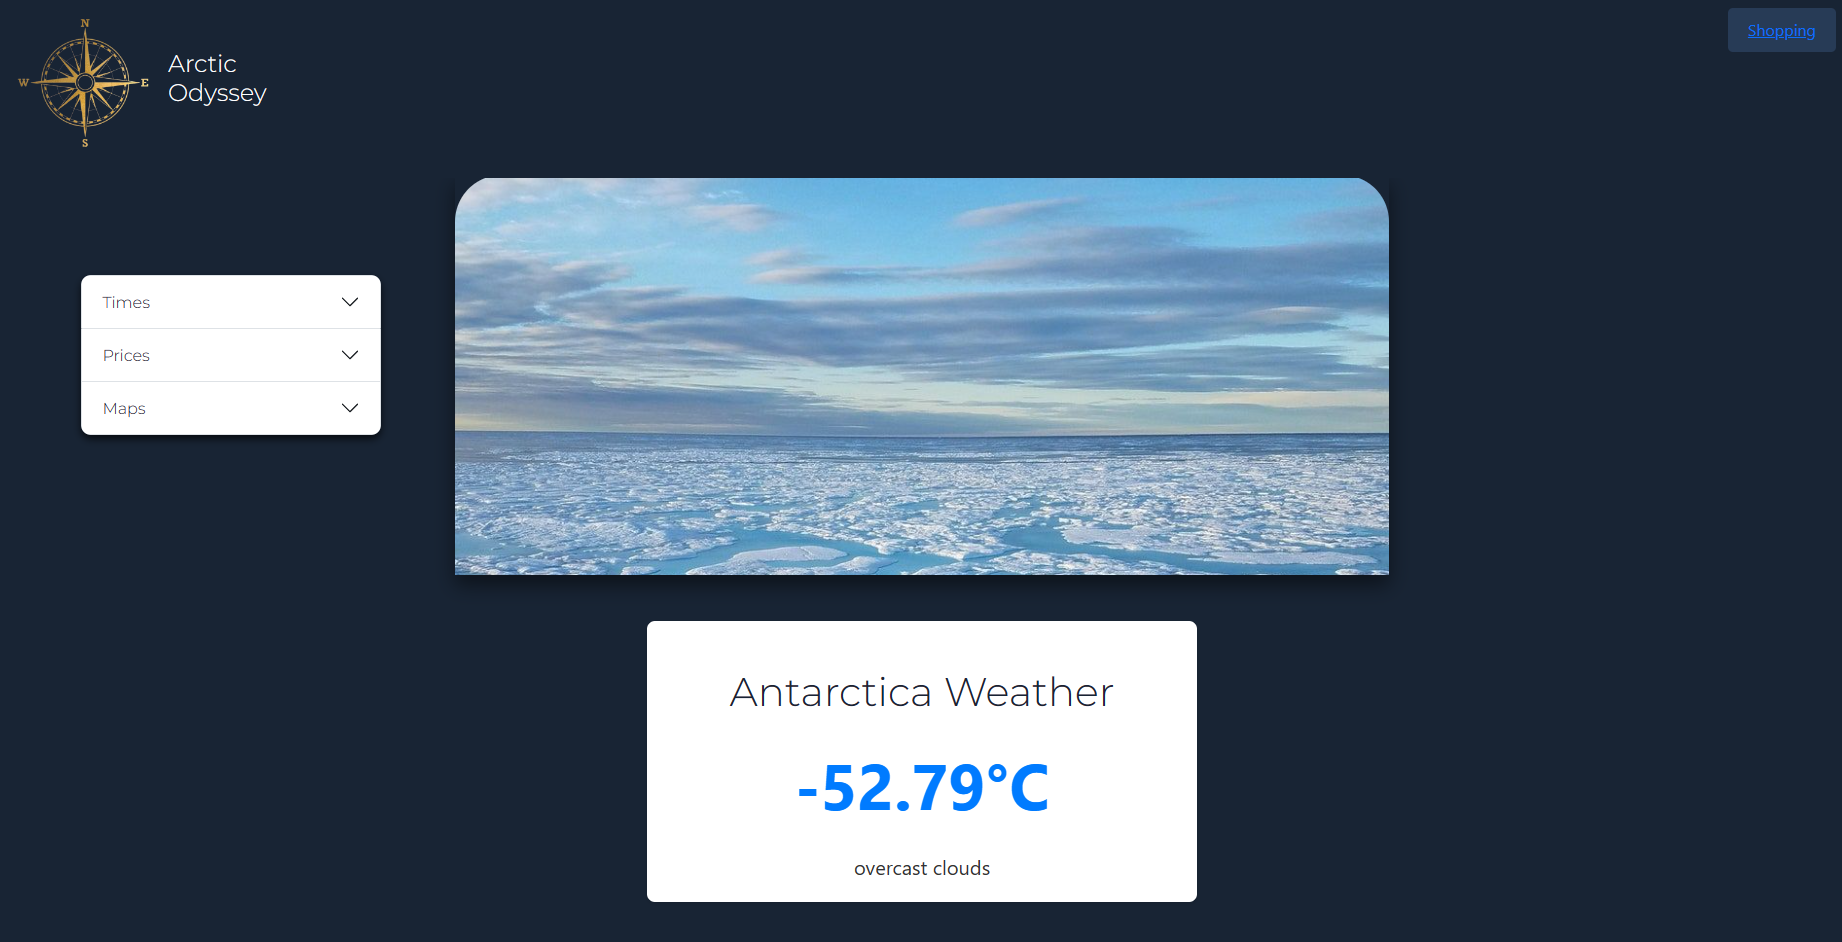 N
W
E
S
Arctic
Odyssey
Shopping
Times
Prices
Maps
Antarctica Weather
-52.79°C
overcast clouds